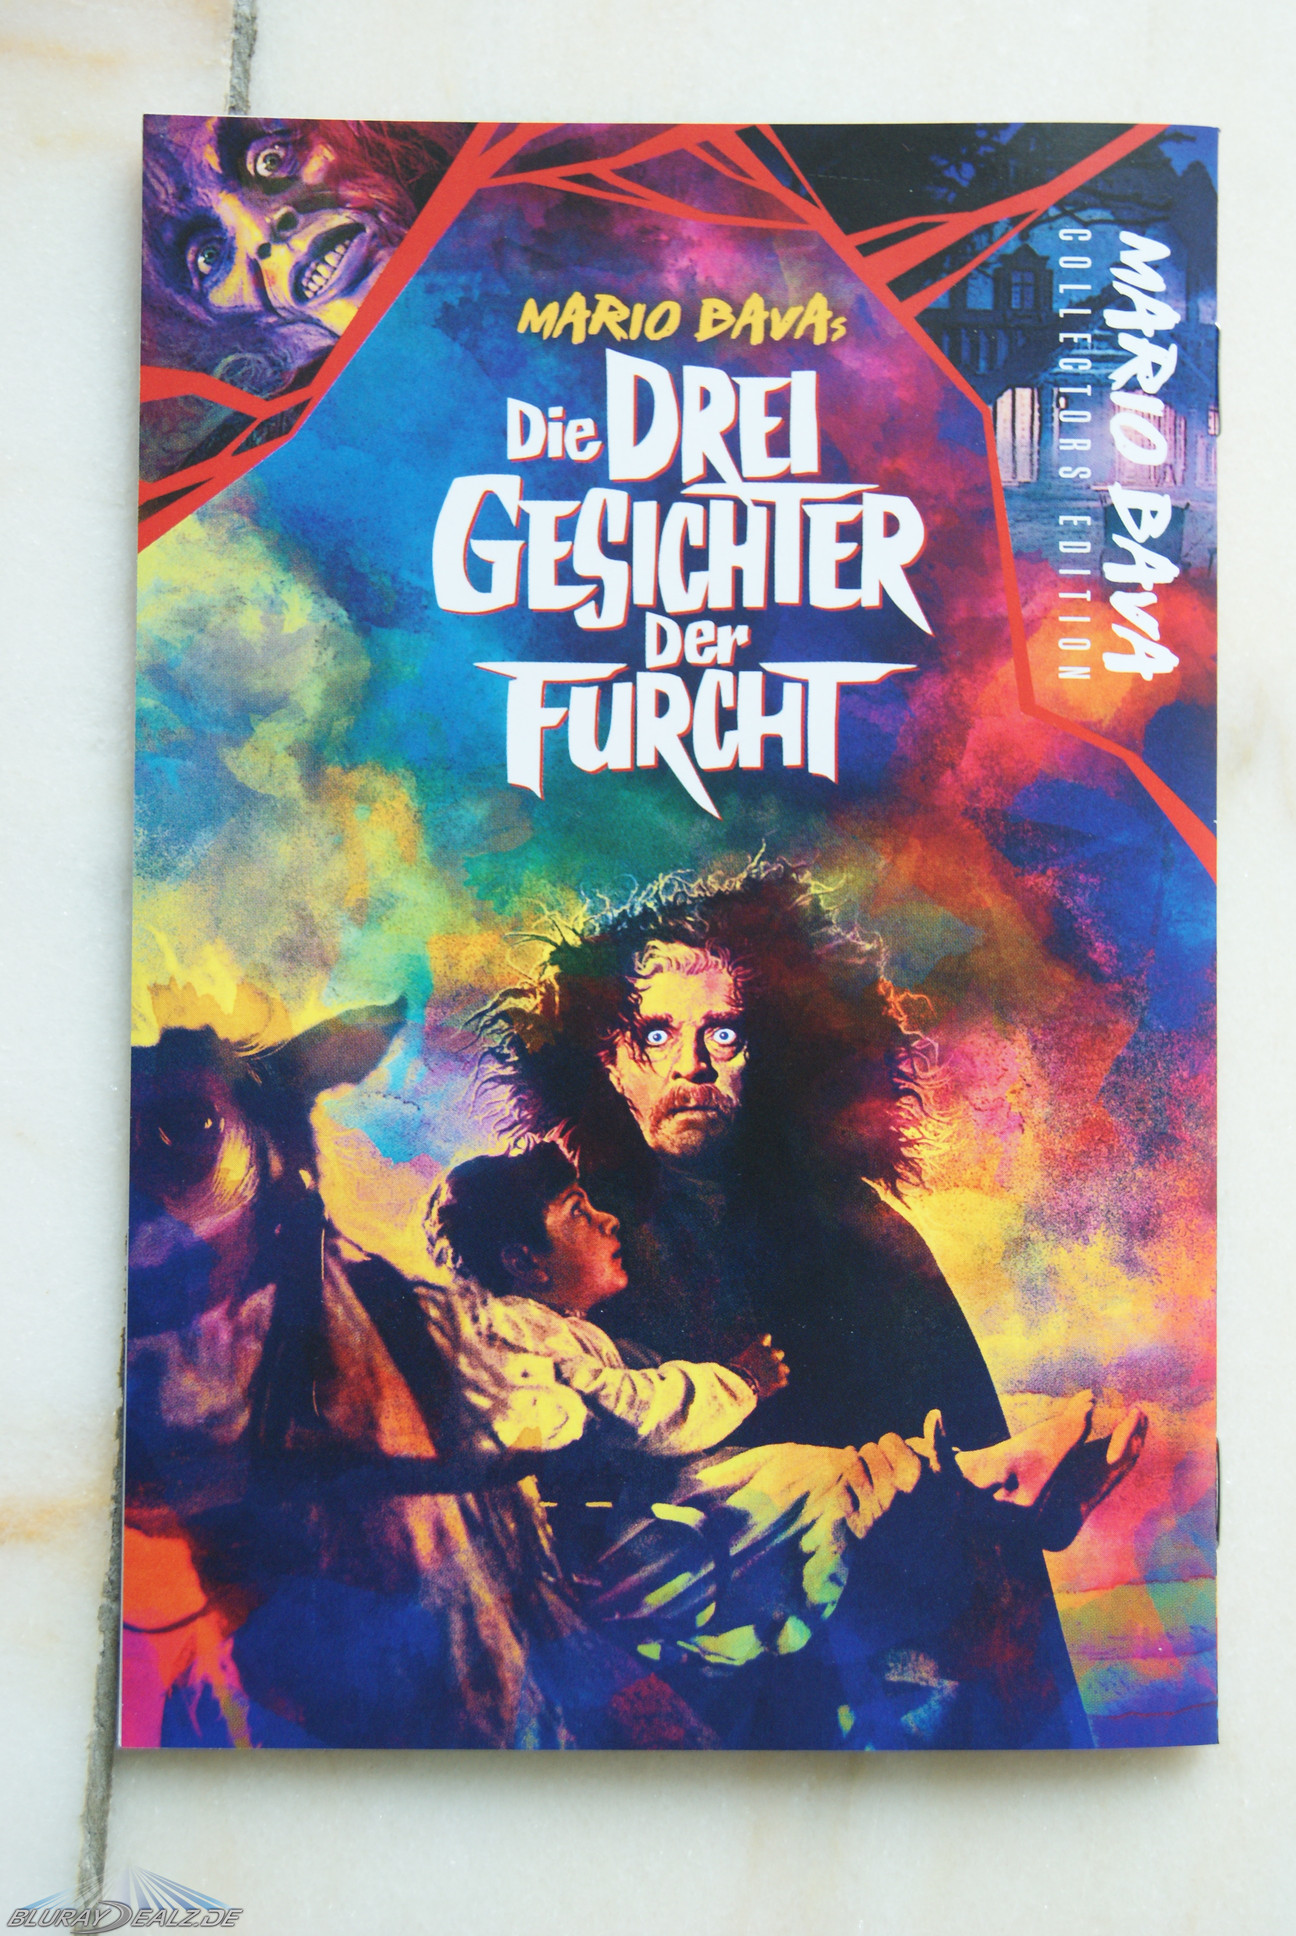 MARIO BAVAs
Die DREI
GESICHTER
Der
FURCHT
MARIO BAVA
COLLECTORS EDITION
BLURAYDEALZ.DE